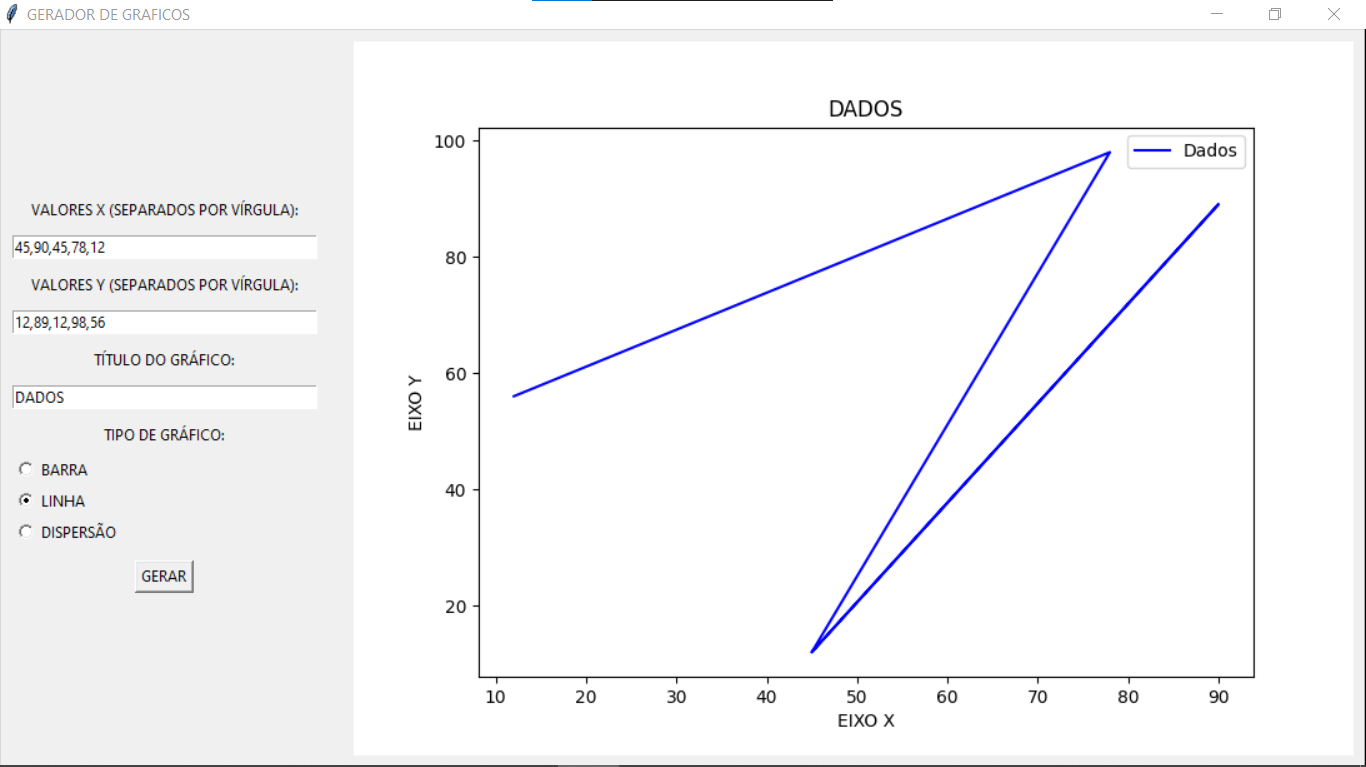 GERADOR DE GRAFICOS
VALORES X (SEPARADOS POR VÍRGULA):
45,90,45,78,12
VALORES Y (SEPARADOS POR VÍRGULA):
12,89,12,98,56
TÍTULO DO GRÁFICO:
DADOS
TIPO DE GRÁFICO:
BARRA
LINHA
DISPERSÃO
GERAR
DADOS
Dados
100
80
60
40
20
EIXO Y
10 20 30 40 50 60 70 80 90
EIXO X